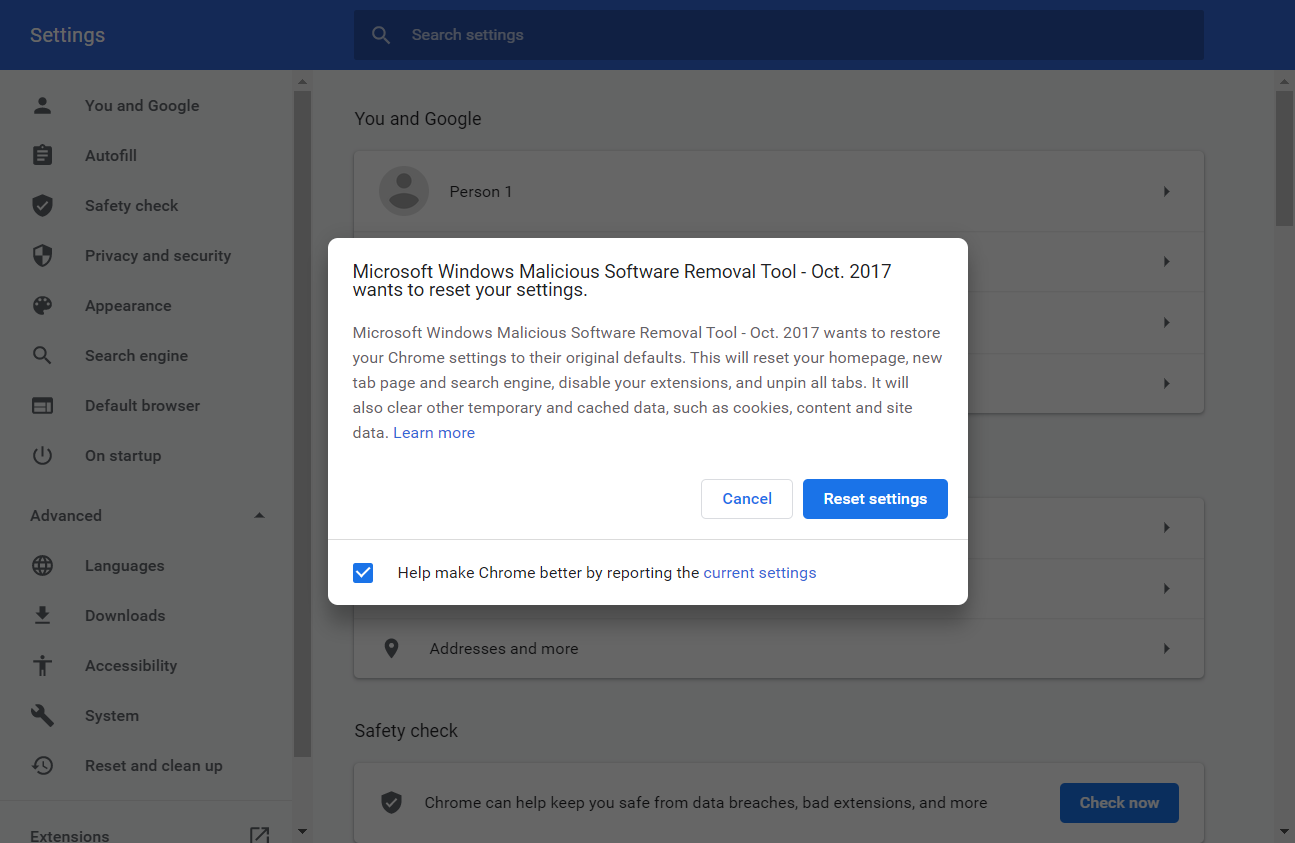 Settings
Search settings
You and Google
Autofill
Safety check
Privacy and security
Appearance
Search engine
Default browser
On startup
Advanced
Languages
Downloads
Accessibility
System
Reset and clean up
Extensions
You and Google
Person 1
Microsoft Windows Malicious Software Removal Tool - Oct. 2017
wants to reset your settings.
Microsoft Windows Malicious Software Removal Tool - Oct. 2017 wants to restore
your Chrome settings to their original defaults. This will reset your homepage, new
tab page and search engine, disable your extensions, and unpin all tabs. It will
also clear other temporary and cached data, such as cookies, content and site
data. Learn more
Cancel
Reset settings
Help make Chrome better by reporting the current settings
Addresses and more
Safety check
Chrome can help keep you safe from data breaches, bad extensions, and more
Check now